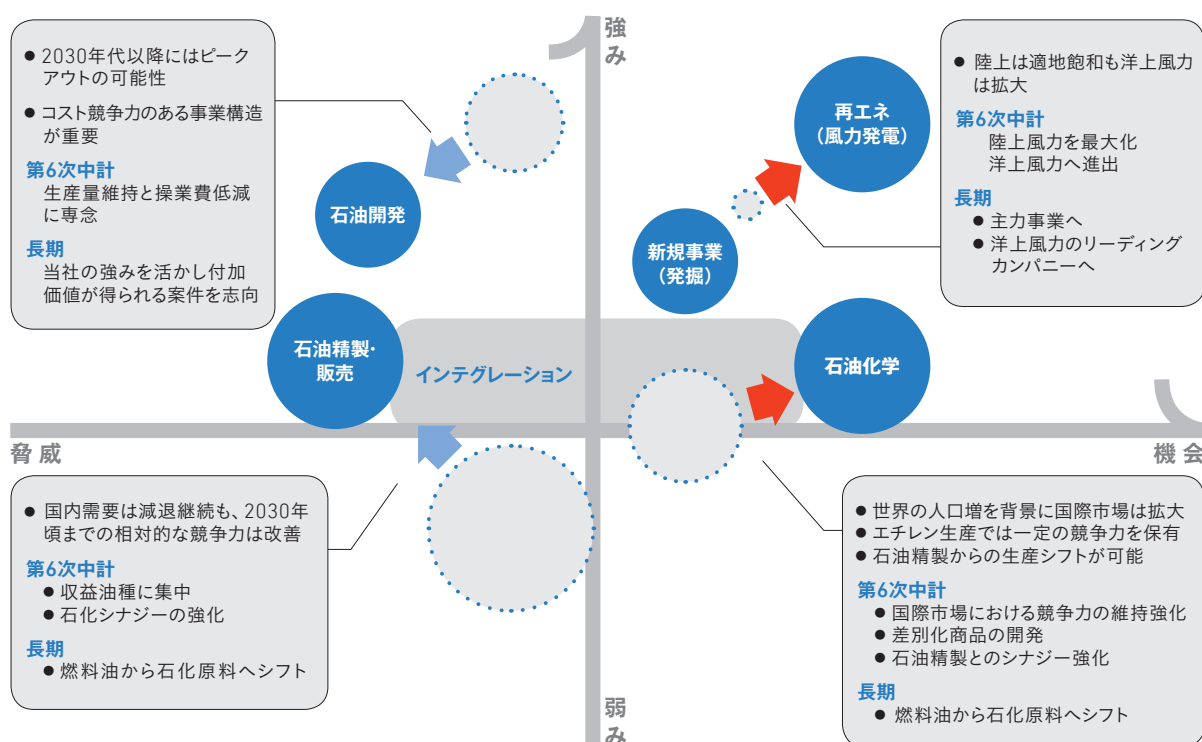 強
み
● 2030年代以降にはピーク
アウトの可能性
● コスト競争力のある事業構造
が重要
第6次中計
生産量維持と操業費低減
に専念
長期
当社の強みを活かし付加
価値が得られる案件を志向
石油開発
再エネ
（風力発電）
新規事業
（発掘）
● 陸上は適地飽和も洋上風力
は拡大
第6次中計
陸上風力を最大化
洋上風力へ進出
長期
● 主力事業へ
● 洋上風力のリーディング
カンパニーへ
石油精製・
販売
インテグレーション
石油化学
脅威
機会
● 国内需要は減退継続も、2030年
頃までの相対的な競争力は改善
第6次中計
● 収益油種に集中
● 石化シナジーの強化
長期
● 燃料油から石化原料へシフト
● 世界の人口増を背景に国際市場は拡大
● エチレン生産では一定の競争力を保有
● 石油精製からの生産シフトが可能
第6次中計
● 国際市場における競争力の維持強化
● 差別化商品の開発
● 石油精製とのシナジー強化
長期
● 燃料油から石化原料へシフト
弱
み